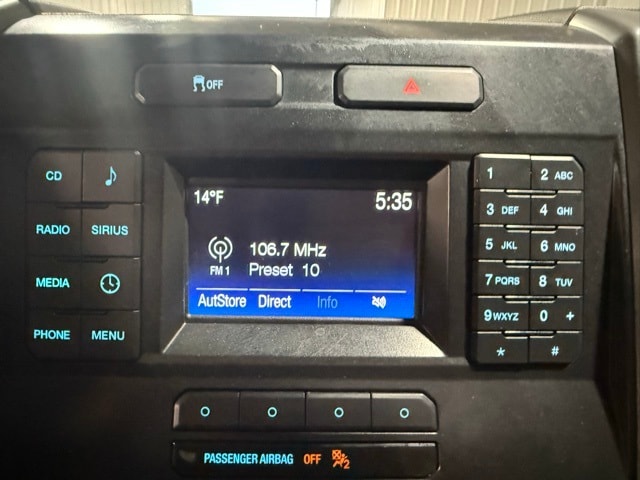 OFF
CD
RADIO SIRIUS
MEDIA
PHONE MENU
14°F 5:35
106.7 MHz
FM 1 Preset 10
AutStore Direct Info
1 2 ABC
3 DEF 4 GHI
5 JKL 6 MNO
7 PQRS 8 TUV
9 WXYZ 0 +
* #
PASSENGER AIRBAG OFF 2